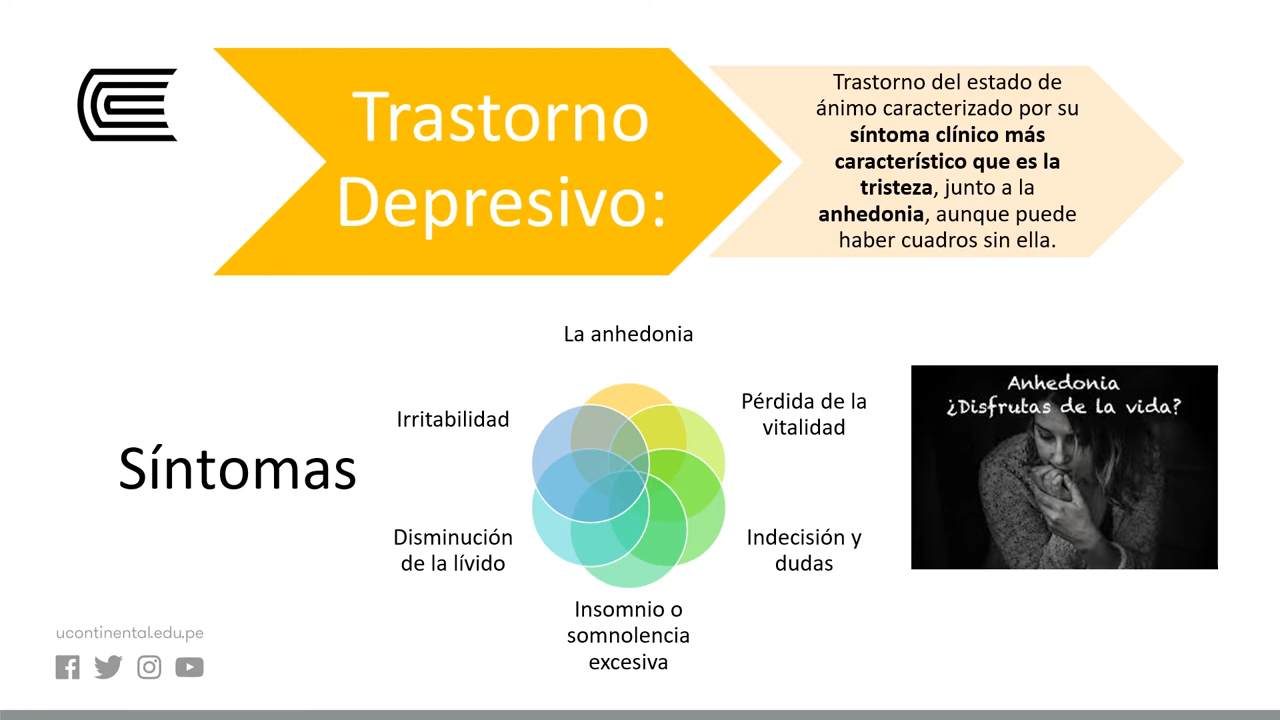 Trastorno
Depresivo:
Trastorno del estado de
ánimo caracterizado por su
síntoma clínico más
característico que es la
tristeza, junto a la
anhedonia, aunque puede
haber cuadros sin ella.
Síntomas
La anhedonia
Pérdida de la
vitalidad
Indecisión y
dudas
Insomnio o
somnolencia
excesiva
Disminución
de la lívido
Irritabilidad
Anhedonia
¿Disfrutas de la vida?
ucontinental.edu.pe